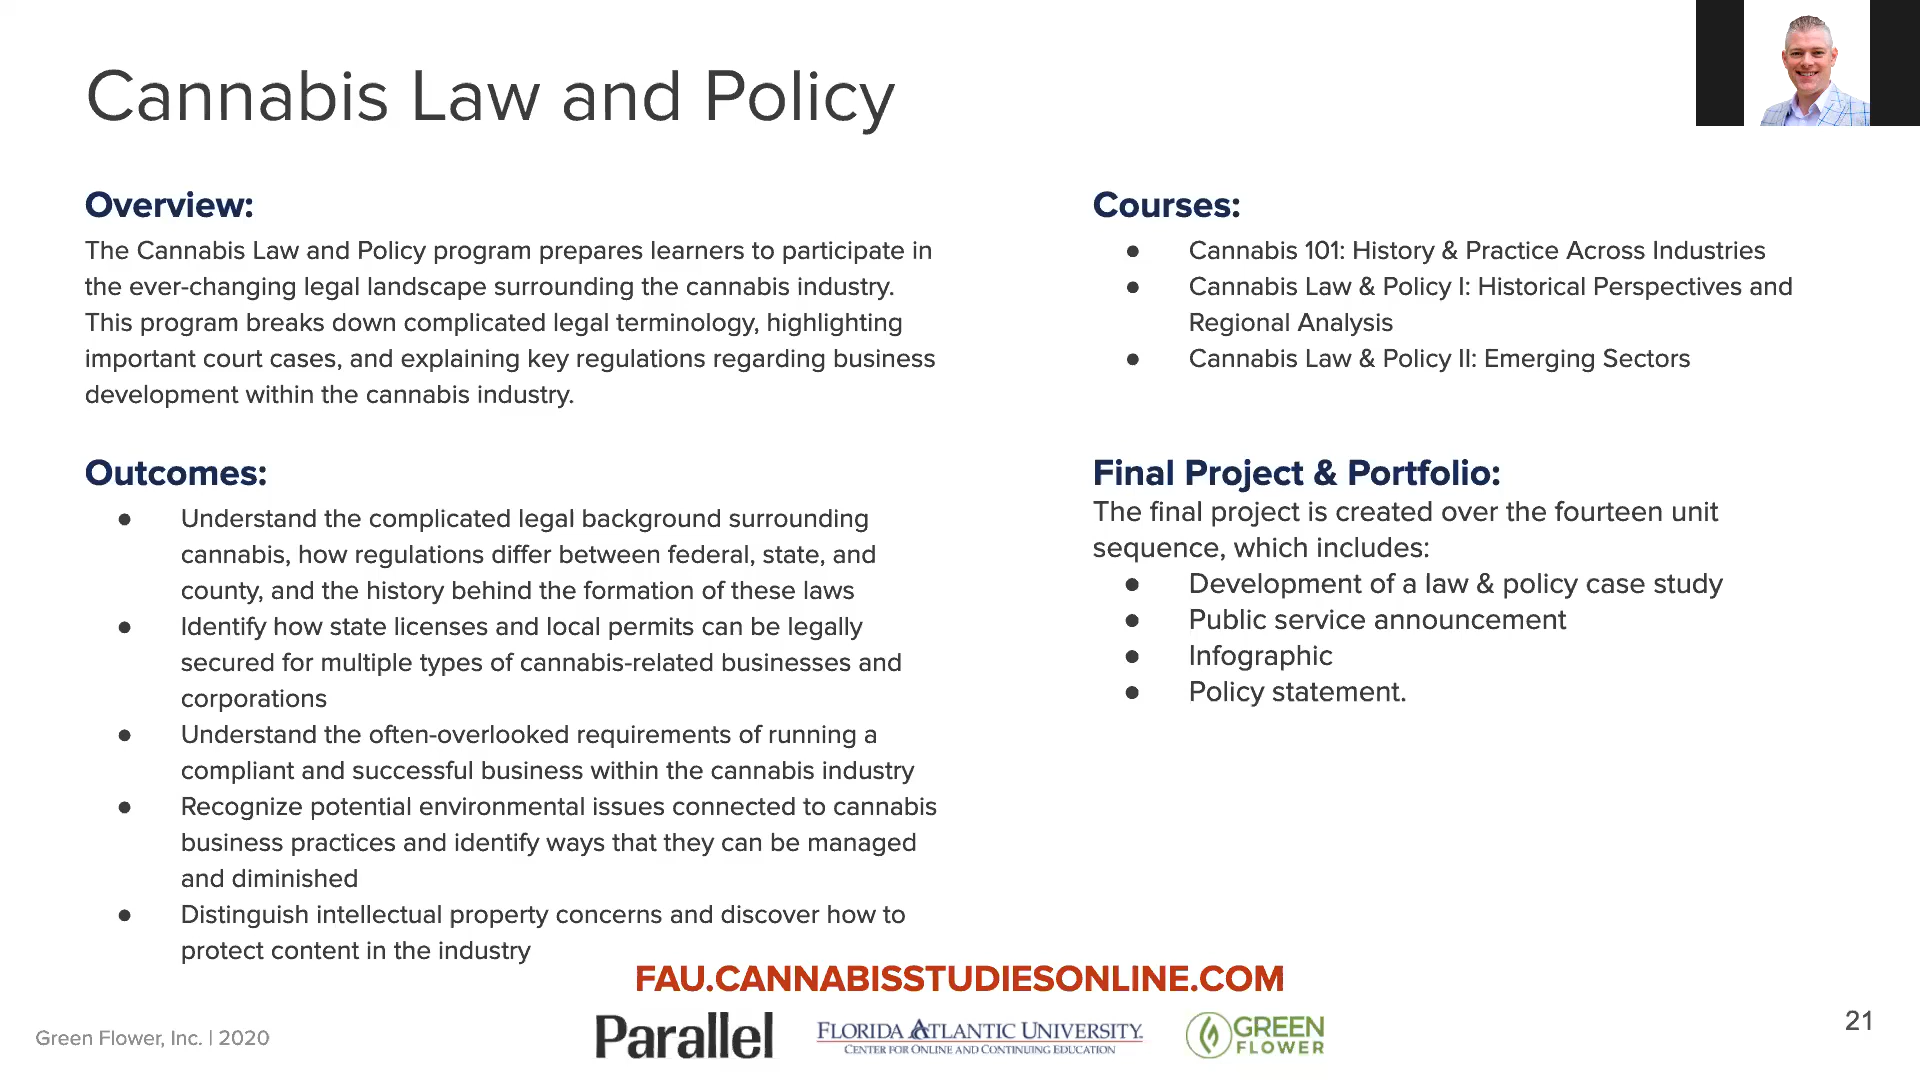 Cannabis Law and Policy
Overview:
The Cannabis Law and Policy program prepares learners to participate in
the ever-changing legal landscape surrounding the cannabis industry.
This program breaks down complicated legal terminology, highlighting
important court cases, and explaining key regulations regarding business
development within the cannabis industry.
Outcomes:
● Understand the complicated legal background surrounding
cannabis, how regulations differ between federal, state, and
county, and the history behind the formation of these laws
● Identify how state licenses and local permits can be legally
secured for multiple types of cannabis-related businesses and
corporations
● Understand the often-overlooked requirements of running a
compliant and successful business within the cannabis industry
● Recognize potential environmental issues connected to cannabis
business practices and identify ways that they can be managed
and diminished
● Distinguish intellectual property concerns and discover how to
protect content in the industry
Courses:
● Cannabis 101: History & Practice Across Industries
● Cannabis Law & Policy I: Historical Perspectives and
Regional Analysis
● Cannabis Law & Policy II: Emerging Sectors
Final Project & Portfolio:
The final project is created over the fourteen unit
sequence, which includes:
● Development of a law & policy case study
● Public service announcement
● Infographic
● Policy statement.
FAU.CANNABISSTUDIESONLINE.COM
Green Flower, Inc. | 2020
Parallel
FLORIDA ATLANTIC UNIVERSITY.
CENTER FOR ONLINE AND CONTINUING EDUCATION
GREEN
FLOWER
21